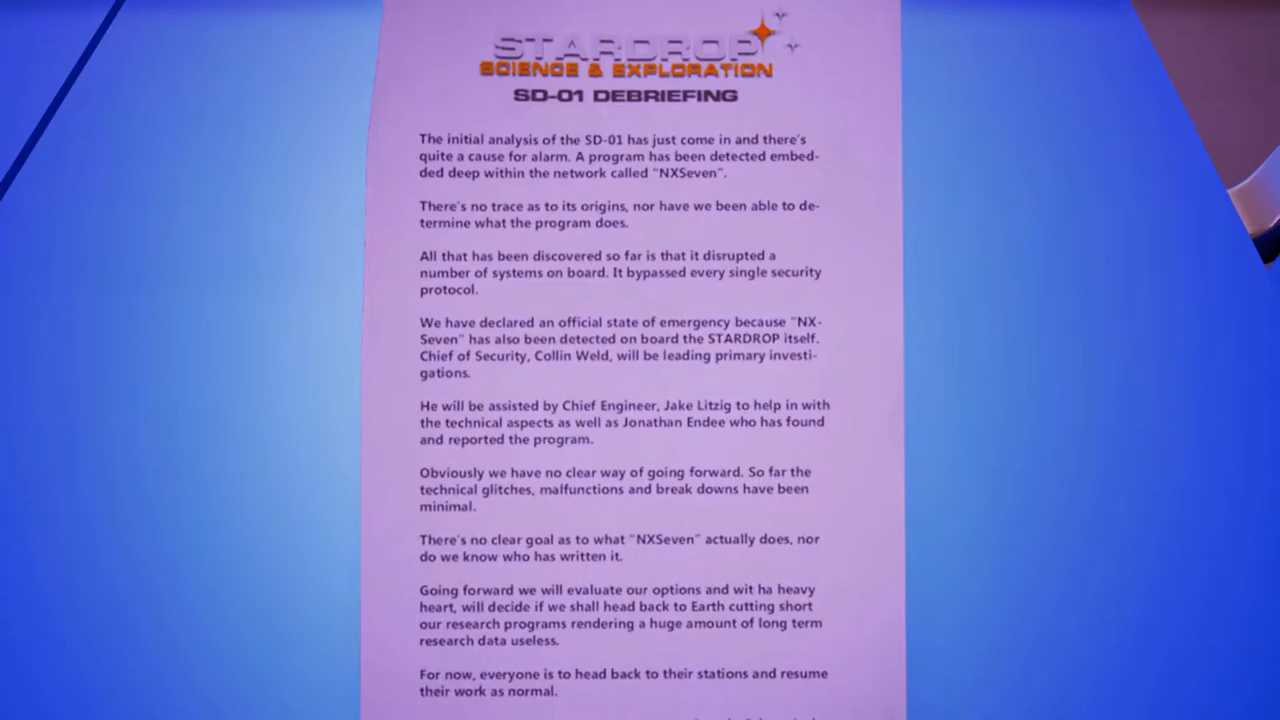 STARDROP
SCIENCE & EXPLORATION
SD-01 DEBRIEFING
The initial analysis of the SD-01 has just come in and there's
quite a cause for alarm. A program has been detected embed-
ded deep within the network called "NXSeven".
There's no trace as to its origins, nor have we been able to de-
termine what the program does.
All that has been discovered so far is that it disrupted a
number of systems on board. It bypassed every single security
protocol.
We have declared an official state of emergency because "NX-
Seven" has also been detected on board the STARDROP itself.
Chief of Security, Collin Weld, will be leading primary investi-
gations.
He will be assisted by Chief Engineer, Jake Litzig to help in with
the technical aspects as well as Jonathan Endee who has found
and reported the program.
Obviously we have no clear way of going forward. So far the
technical glitches, malfunctions and break downs have been
minimal.
There's no clear goal as to what "NXSeven" actually does, nor
do we know who has written it.
Going forward we will evaluate our options and wit ha heavy
heart, will decide if we shall head back to Earth cutting short
our research programs rendering a huge amount of long term
research data useless.
For now, everyone is to head back to their stations and resume
their work as normal.